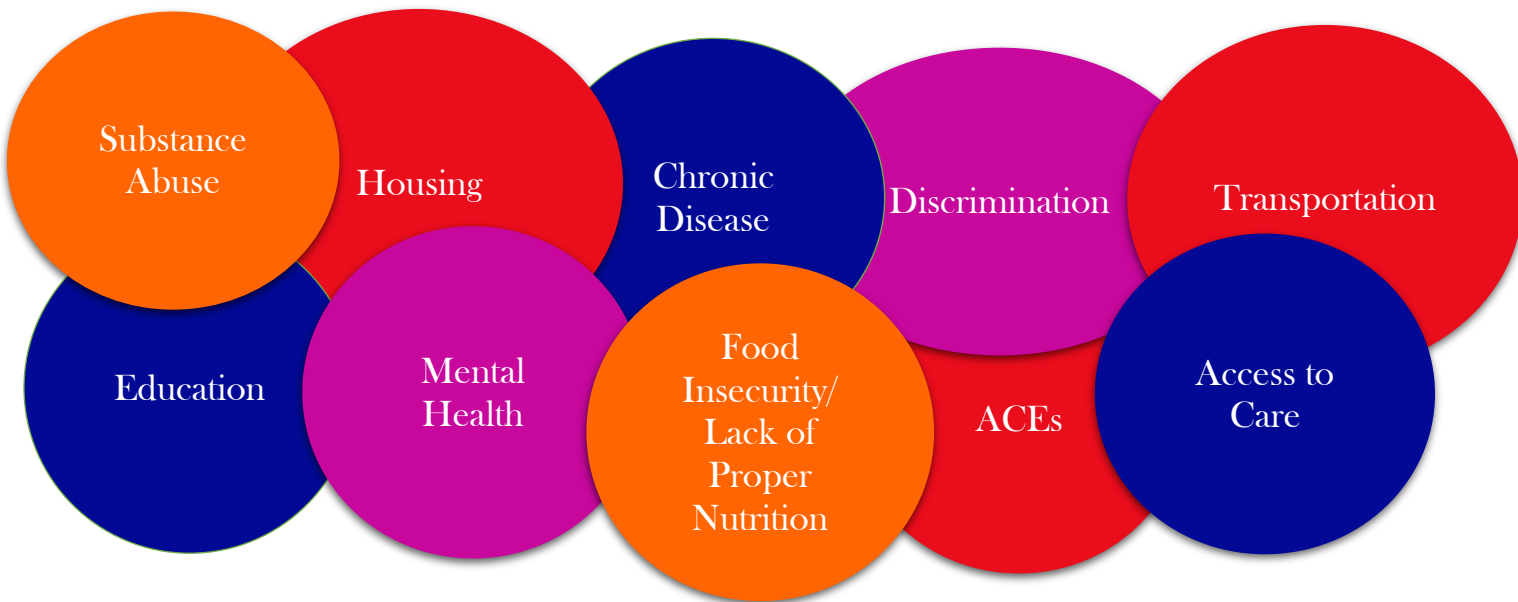 Substance
Abuse
Housing
Chronic
Disease
Discrimination
Transportation
Education
Mental
Health
Food
Insecurity/
Lack of
Proper
Nutrition
ACEs
Access to
Care